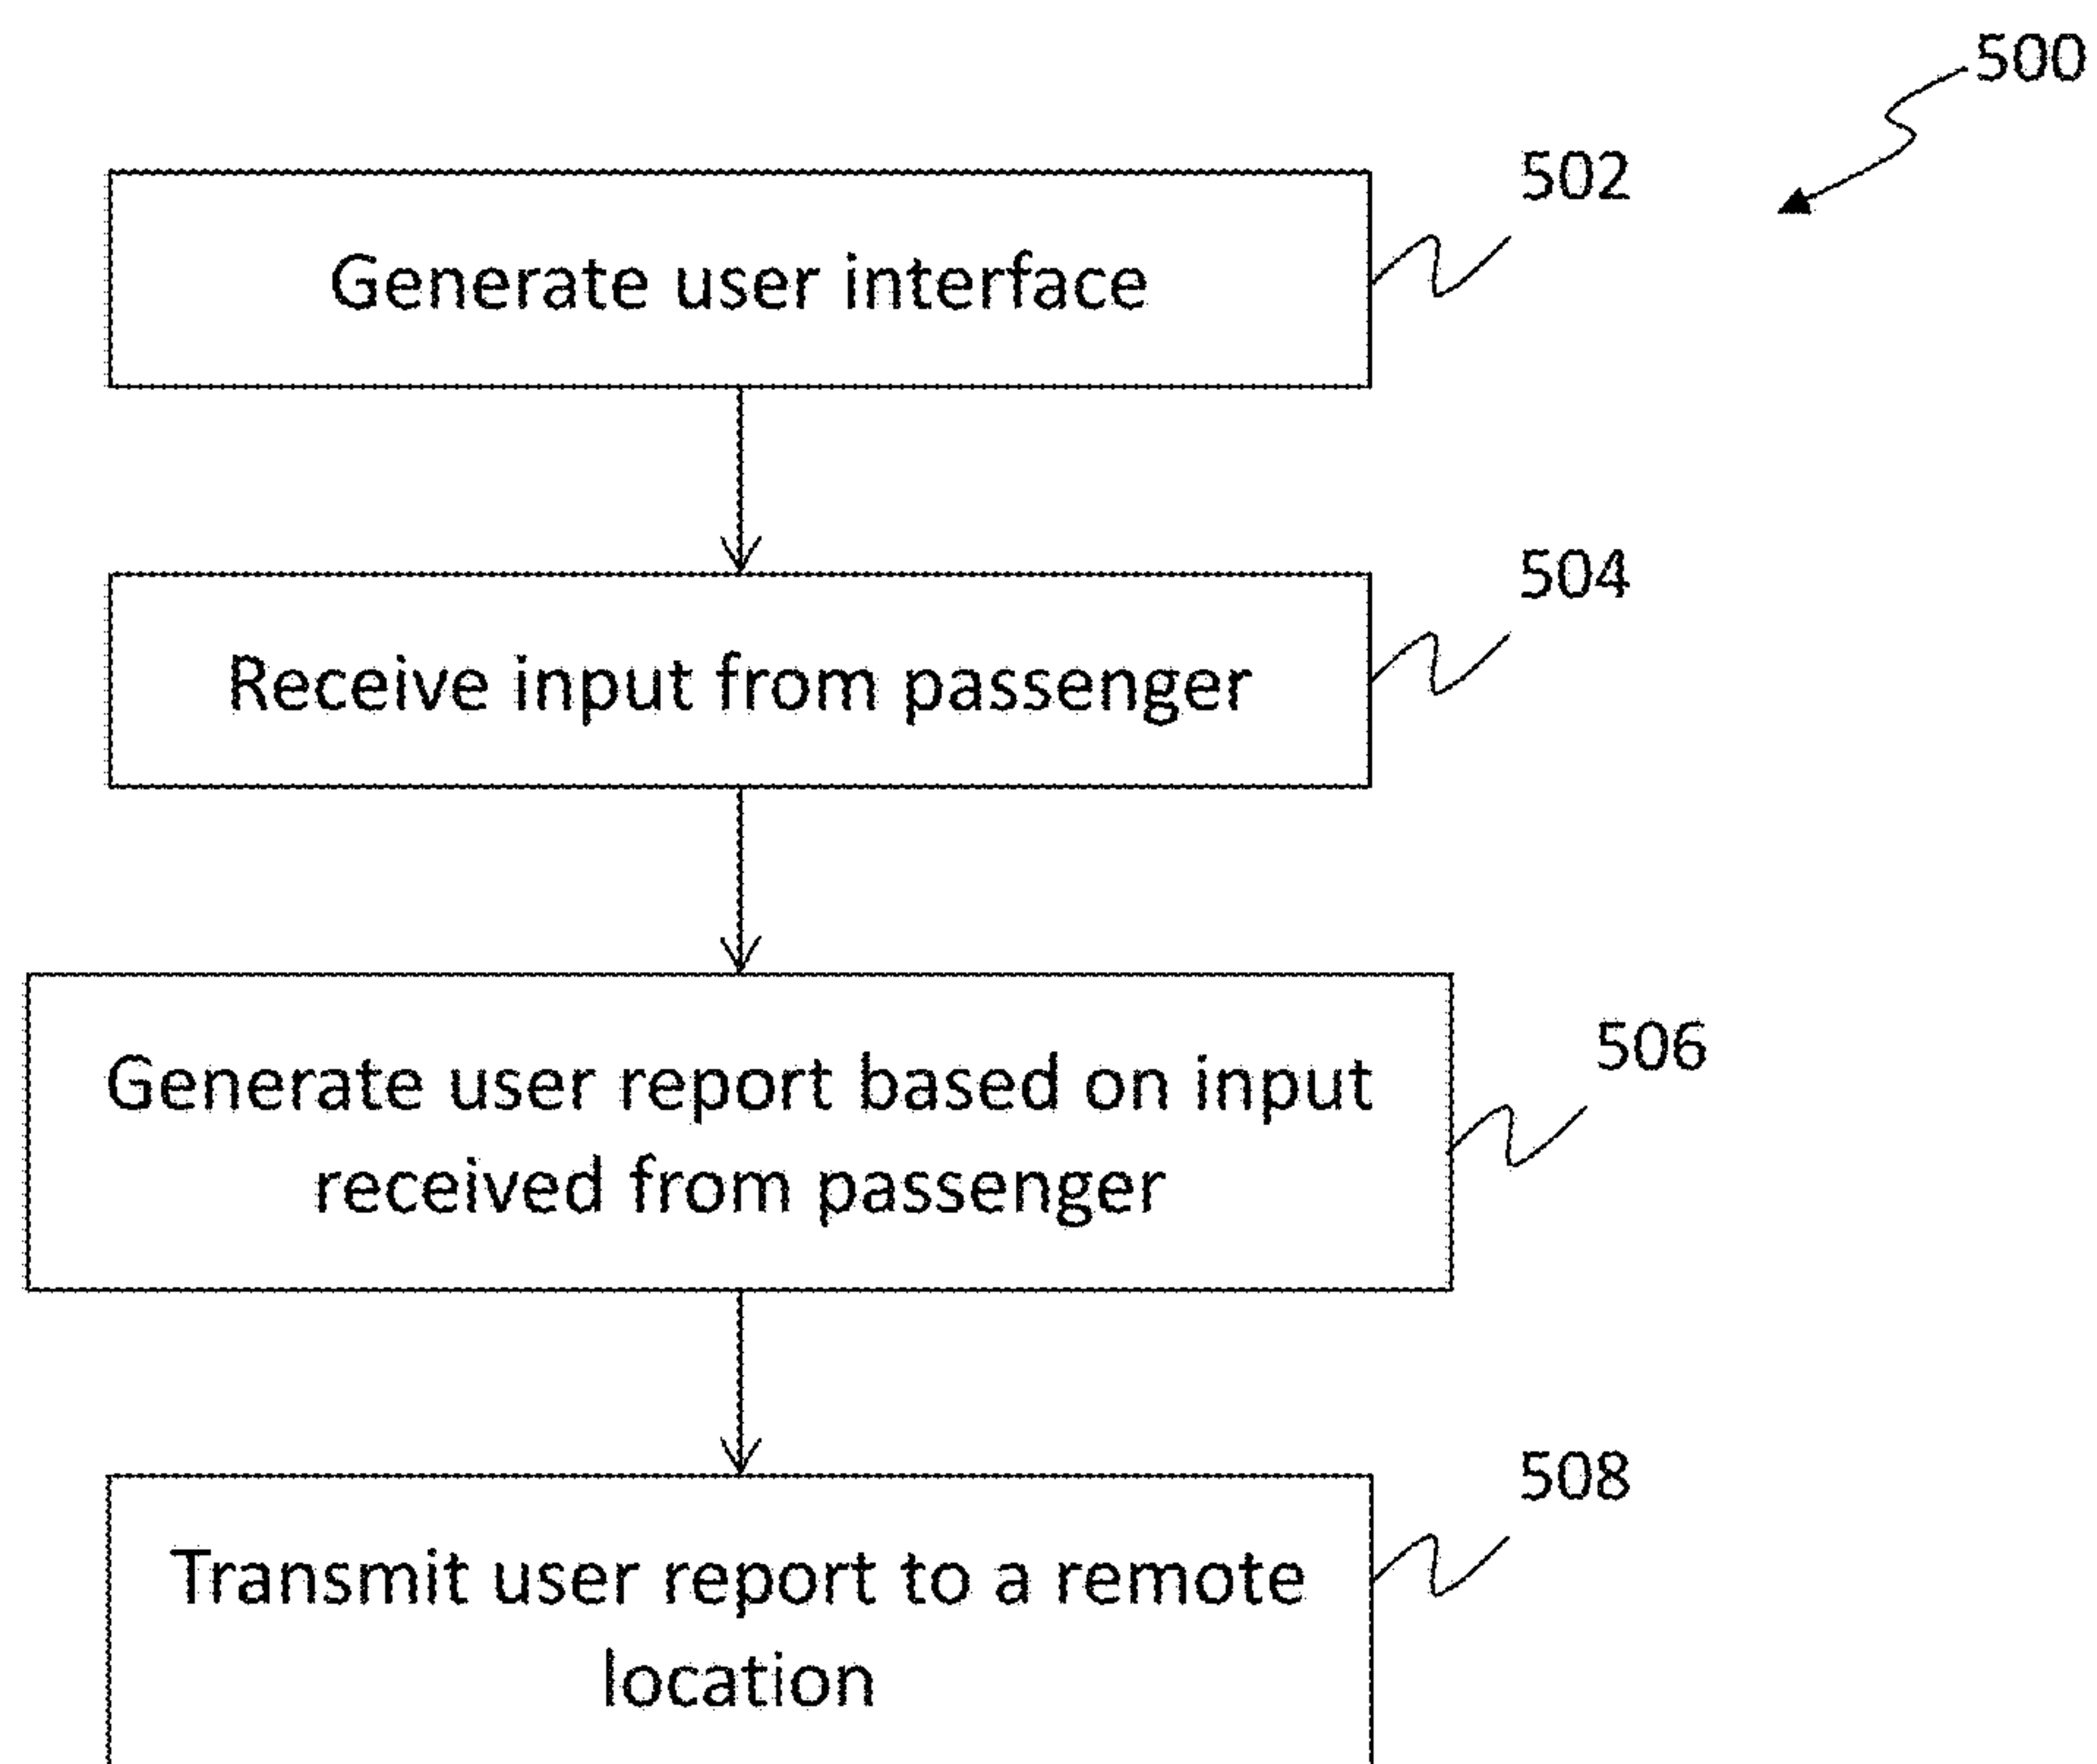 500
502
Generate user interface
504
Receive input from passenger
506
Generate user report based on input
received from passenger
508
Transmit user report to a remote
location